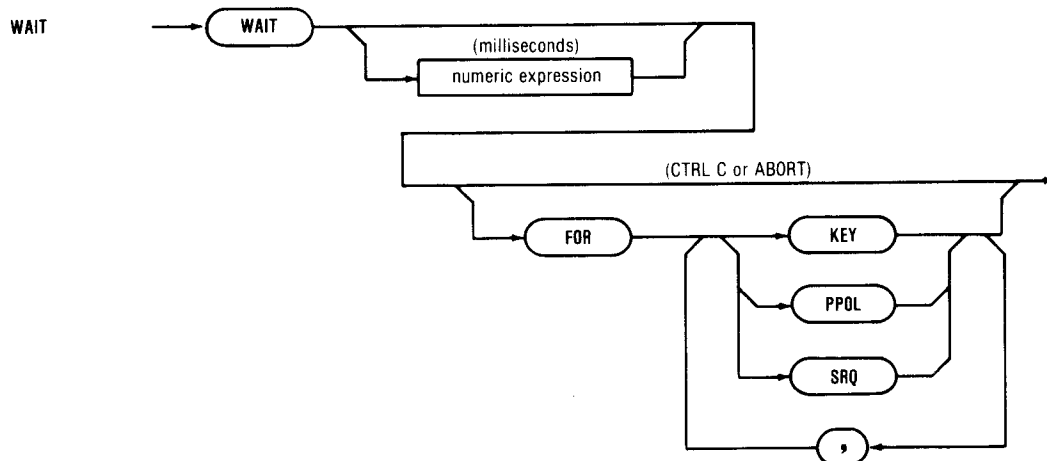 WAIT
WAIT
(milliseconds)
numeric expression
(CTRL C or ABORT)
FOR
KEY
PPOL
SRQ
,